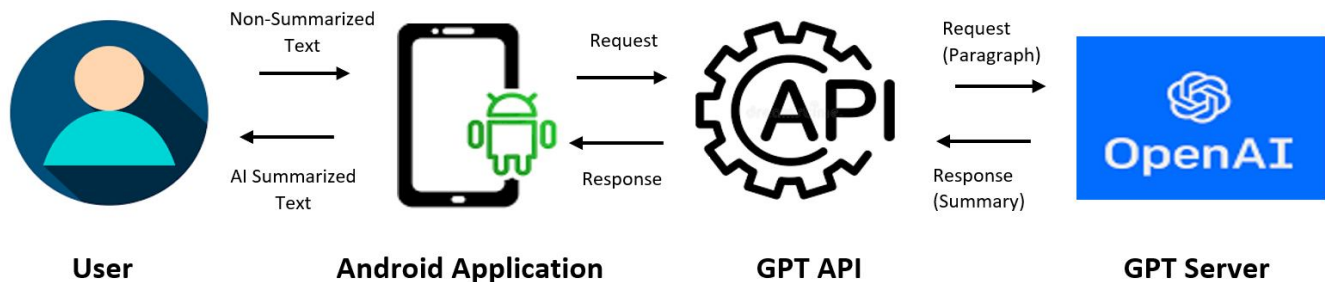 Non-Summarized
Text
AI Summarized
Text
User
Android Application
Request
Response
API
GPT API
Request
(Paragraph)
Response
(Summary)
OpenAI
GPT Server